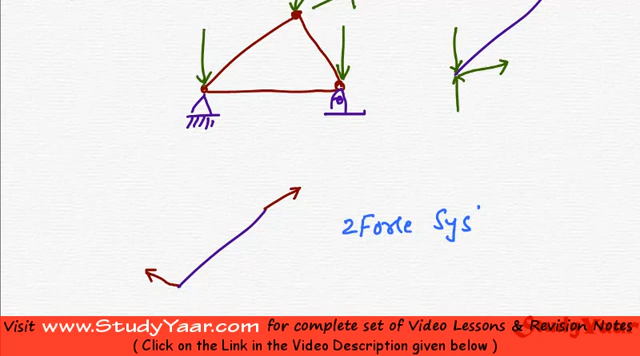 2Force Sys'
Visit www.StudyYaar.com for complete set of Video Lessons & Revision Notes
StudyYaar
( Click on the Link in the Video Description given below )